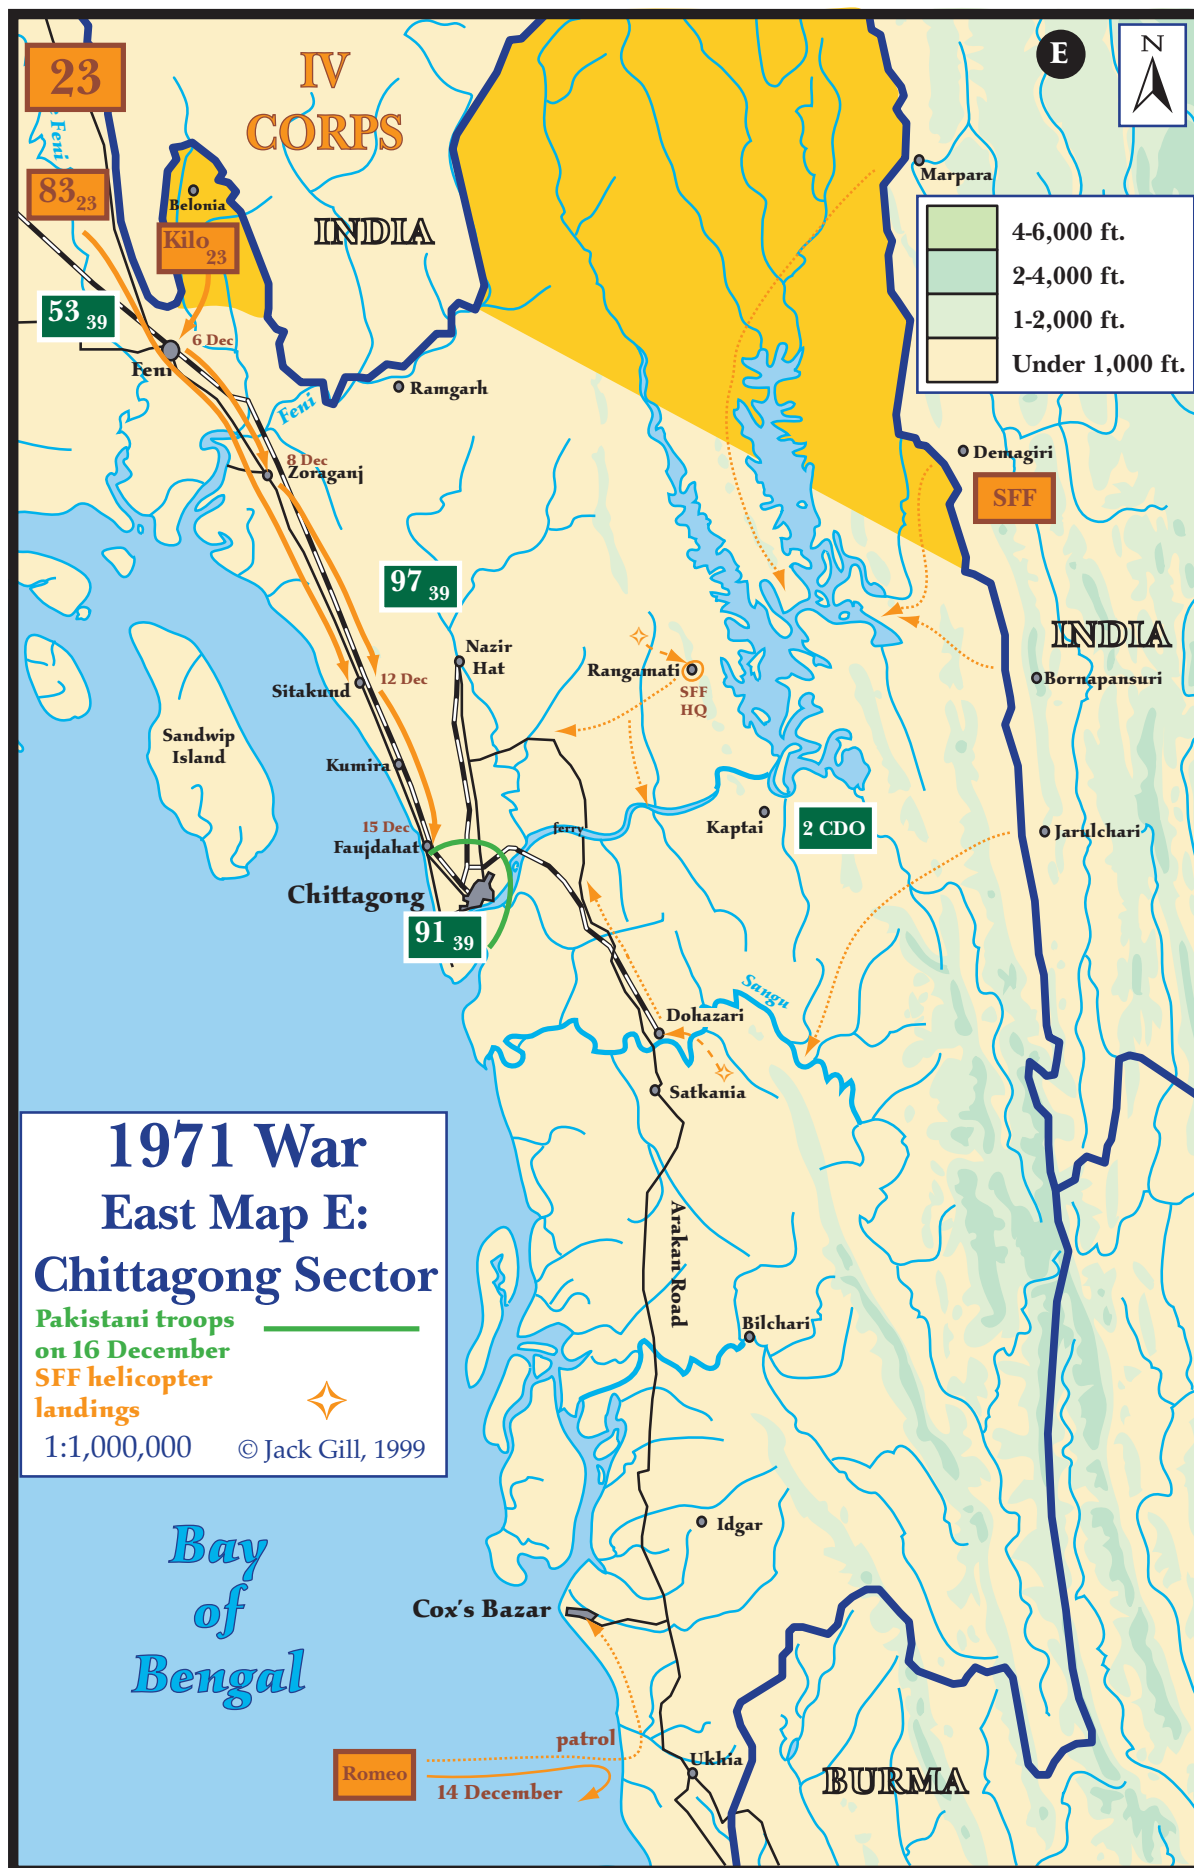 23
IV
CORPS
E
N
Feni
Marpara
83 23
Belonia
4-6,000 ft.
2-4,000 ft.
1-2,000 ft.
Under 1,000 ft.
Kilo 23
INDIA
53 39
6 Dec
Feni
Ramgarh
Feni
8 Dec
Zoraganj
Demagiri
SFF
97 39
INDIA
Nazir
Hat
Rangamati
SFF
HQ
Bornapansuri
12 Dec
Sitakund
Sandwip
Island
Kumira
15 Dec
Faujdahat
ferry
Kaptai
2 CDO
Jarulchari
Chittagong
91 39
Sangu
Dohazari
Satkania
1971 War
East Map E:
Chittagong Sector
Pakistani troops
on 16 December
SFF helicopter
landings
1:1,000,000
© Jack Gill, 1999
Arakan Road
Bilchari
Idgar
Bay
of
Bengal
Cox's Bazar
patrol
Romeo
14 December
Ukhia
BURMA